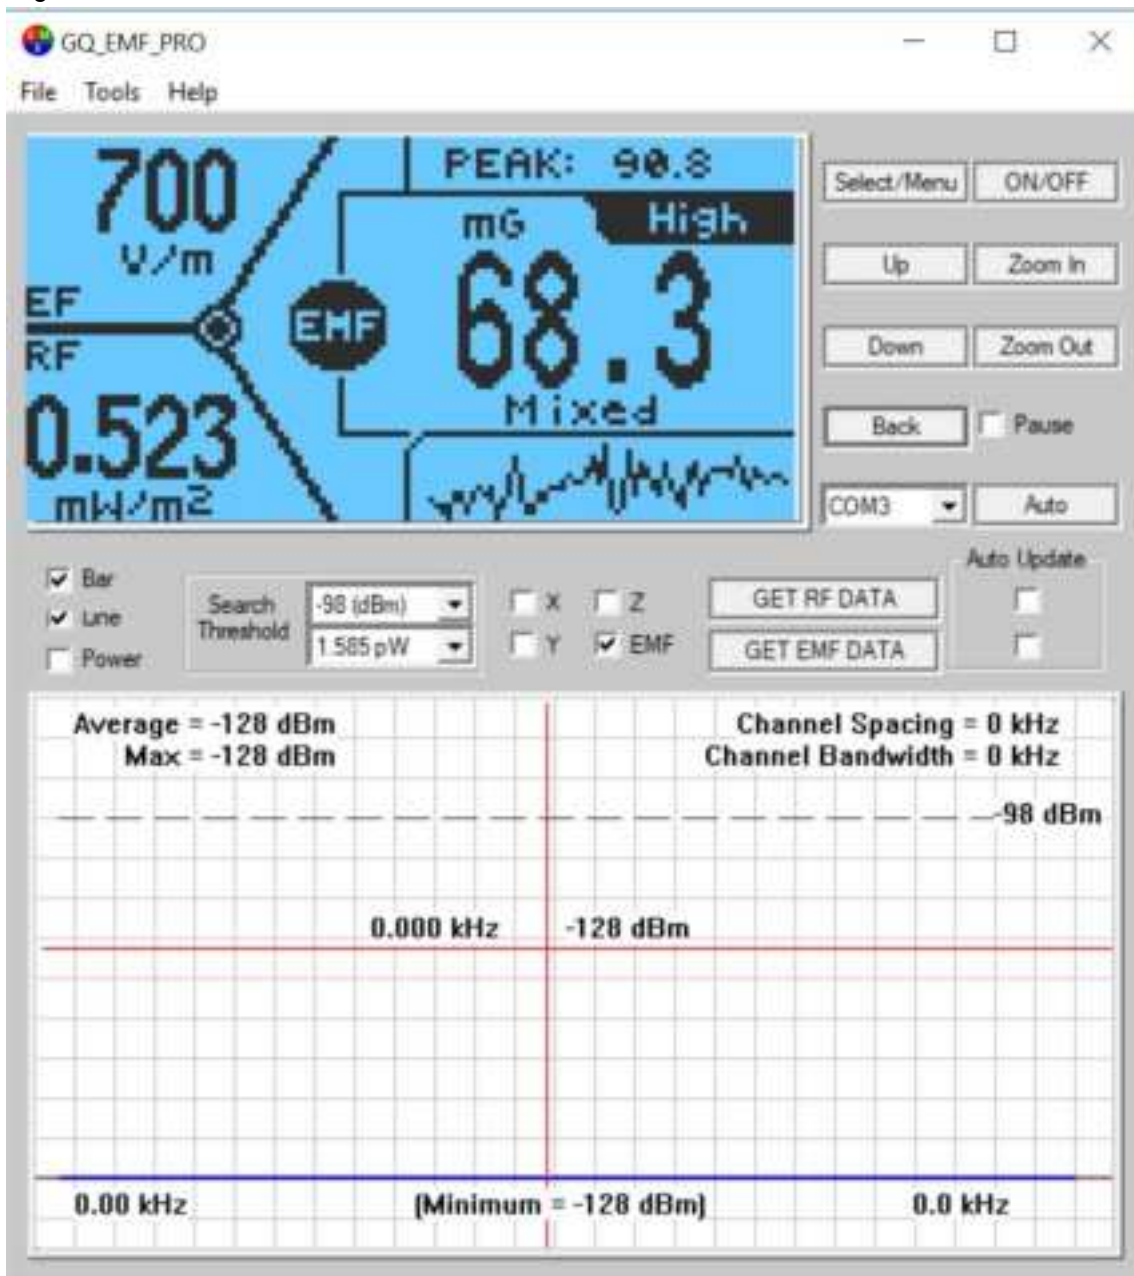 GQ_EMF_PRO
File Tools Help
700
V/m
EF
RF
0.523
mW/m2
PEAK: 90.8
mG High
EMF
68.3
Mixed
Select/Menu ON/OFF
Up Zoom In
Down Zoom Out
Back Pause
COM3 Auto
Bar
Line
Power
Search
Threshold
-98 (dBm)
1.585 pW
X Z
Y EMF
GET RF DATA
GET EMF DATA
Auto Update
Average = -128 dBm
Max = -128 dBm
Channel Spacing = 0 kHz
Channel Bandwidth = 0 kHz
-98 dBm
0.000 kHz -128 dBm
0.00 kHz (Minimum = -128 dBm) 0.0 kHz